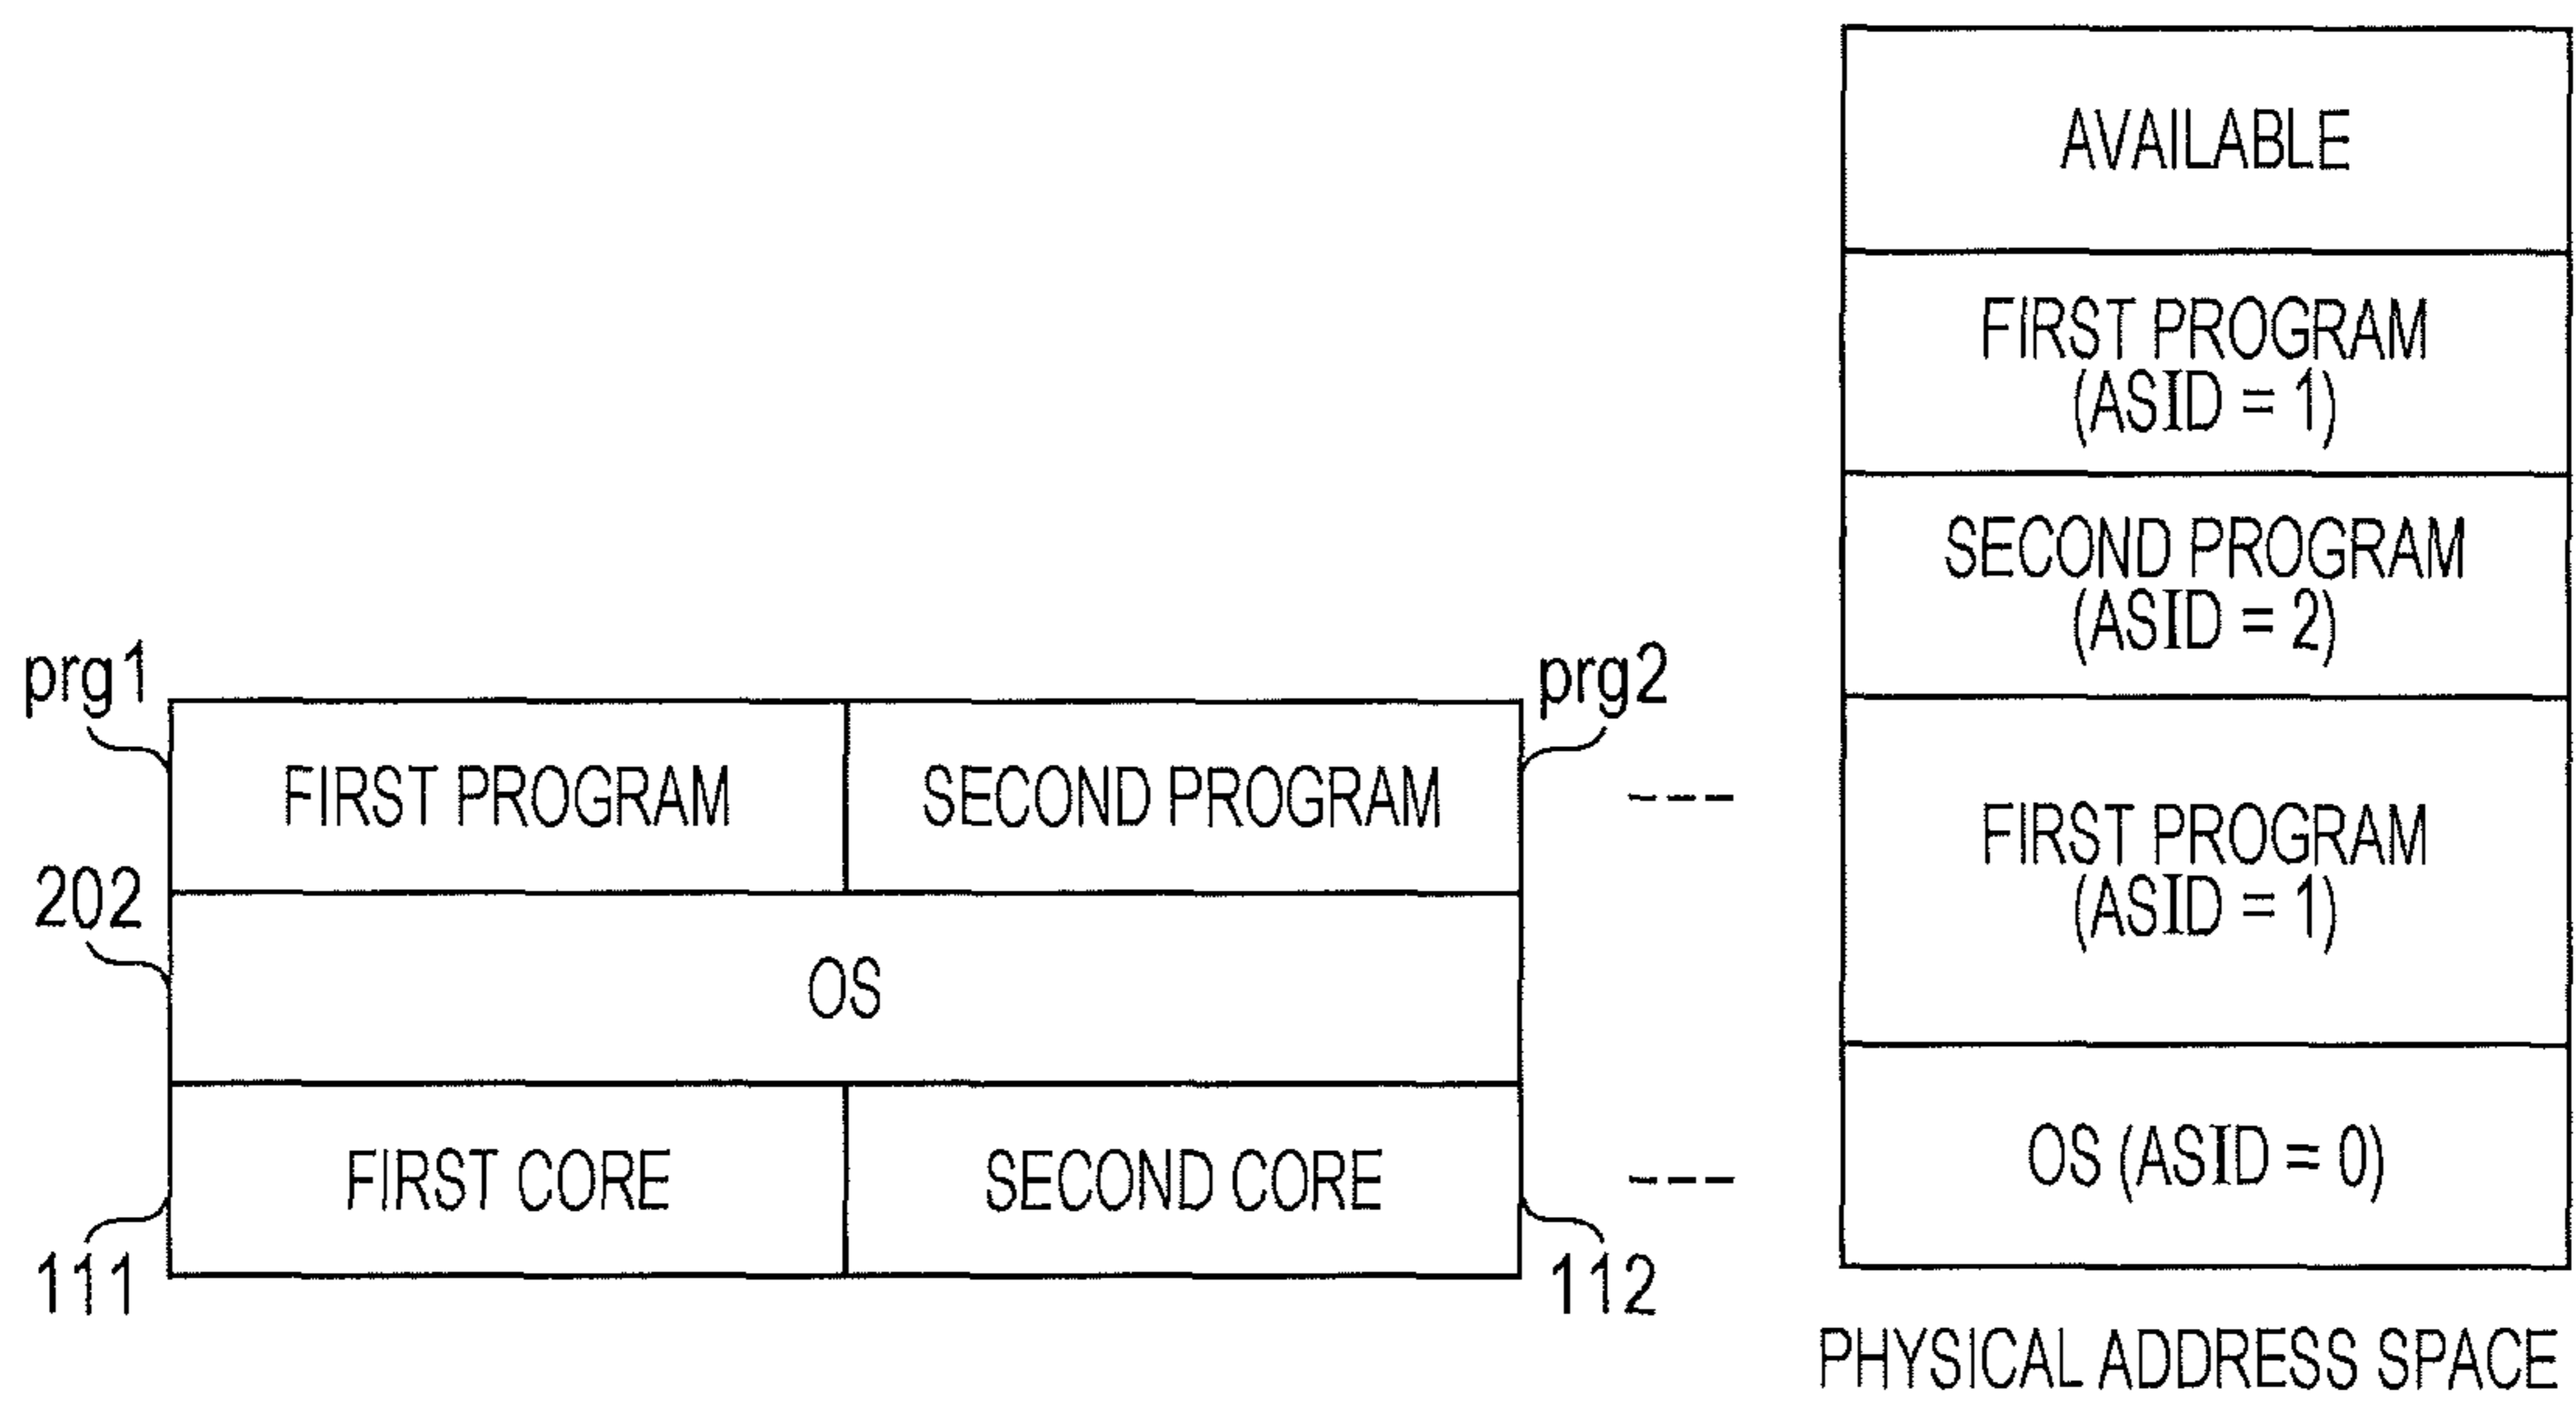 prg1
FIRST PROGRAM
SECOND PROGRAM
prg2
202
OS
FIRST CORE
SECOND CORE
111
112
AVAILABLE
FIRST PROGRAM
(ASID = 1)
SECOND PROGRAM
(ASID = 2)
FIRST PROGRAM
(ASID = 1)
OS (ASID = 0)
PHYSICAL ADDRESS SPACE